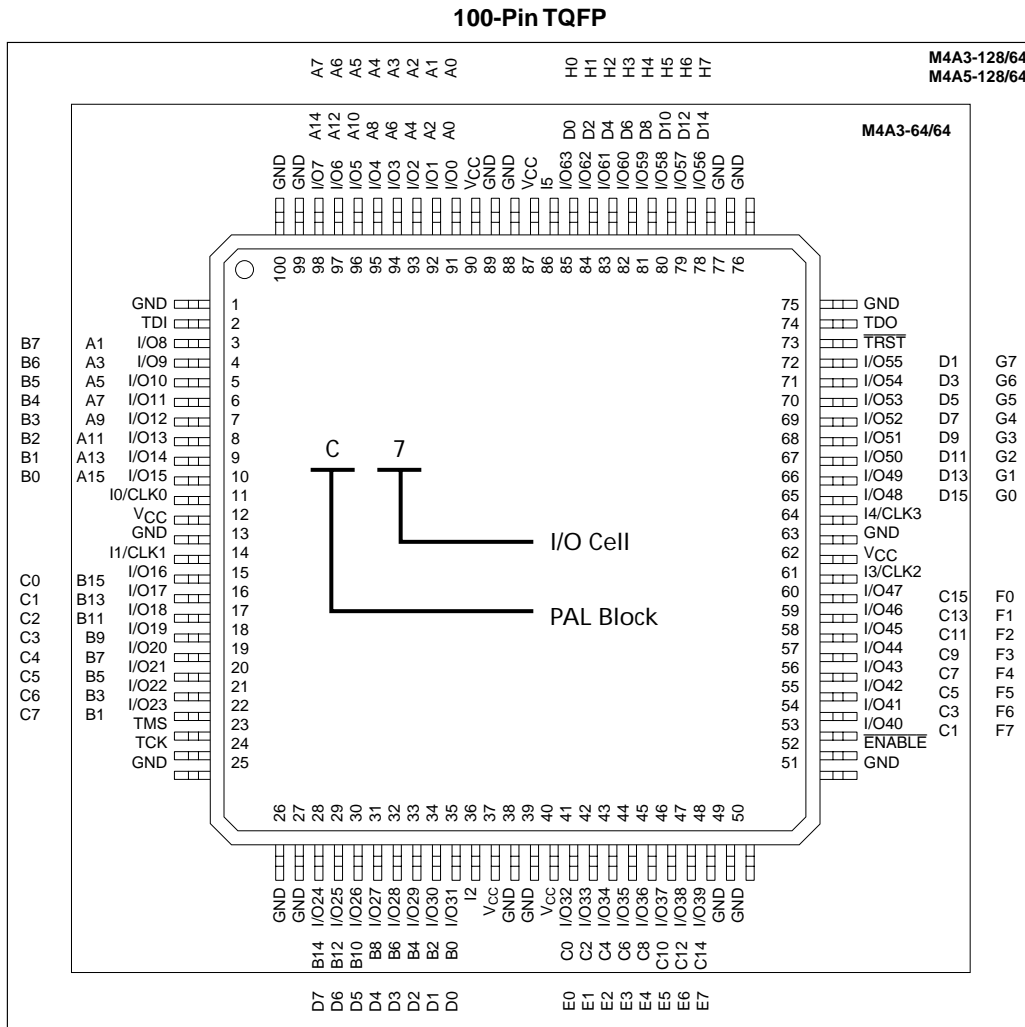 100-Pin TQFP
M4A3-128/64
M4A5-128/64
A7 A6 A5 A4 A3 A2 A1 A0 H0 H1 H2 H3 H4 H5 H6 H7
M4A3-64/64
A14 A12 A10 A8 A6 A4 A2 A0 D0 D2 D4 D6 D8 D10 D12 D14
GND GND I/O7 I/O6 I/O5 I/O4 I/O3 I/O2 I/O1 I/O0 VCC GND GND VCC I5 I/O63 I/O62 I/O61 I/O60 I/O59 I/O58 I/O57 I/O56 GND GND
100 99 98 97 96 95 94 93 92 91 90 89 88 87 86 85 84 83 82 81 80 79 78 77 76
GND 1 75 GND
TDI 2 74 TDO
B7 A1 I/O8 3 73 TRST
B6 A3 I/O9 4 72 I/O55 D1 G7
B5 A5 I/O10 5 71 I/O54 D3 G6
B4 A7 I/O11 6 70 I/O53 D5 G5
B3 A9 I/O12 7 69 I/O52 D7 G4
B2 A11 I/O13 8 68 I/O51 D9 G3
B1 A13 I/O14 9 67 I/O50 D11 G2
B0 A15 I/O15 10 66 I/O49 D13 G1
I0/CLK0 11 65 I/O48 D15 G0
VCC 12 64 I4/CLK3
GND 13 63 GND
I1/CLK1 14 62 VCC
C0 B15 I/O16 15 61 I3/CLK2
C1 B13 I/O17 16 60 I/O47 C15 F0
C2 B11 I/O18 17 59 I/O46 C13 F1
C3 B9 I/O19 18 58 I/O45 C11 F2
C4 B7 I/O20 19 57 I/O44 C9 F3
C5 B5 I/O21 20 56 I/O43 C7 F4
C6 B3 I/O22 21 55 I/O42 C5 F5
C7 B1 I/O23 22 54 I/O41 C3 F6
TMS 23 53 I/O40 C1 F7
TCK 24 52 ENABLE
GND 25 51 GND
C 7
I/O Cell
PAL Block
26 27 28 29 30 31 32 33 34 35 36 37 38 39 40 41 42 43 44 45 46 47 48 49 50
GND GND I/O24 I/O25 I/O26 I/O27 I/O28 I/O29 I/O30 I/O31 I2 VCC GND GND VCC I/O32 I/O33 I/O34 I/O35 I/O36 I/O37 I/O38 I/O39 GND GND
B14 B12 B10 B8 B6 B4 B2 B0 C0 C2 C4 C6 C8 C10 C12 C14
D7 D6 D5 D4 D3 D2 D1 D0 E0 E1 E2 E3 E4 E5 E6 E7